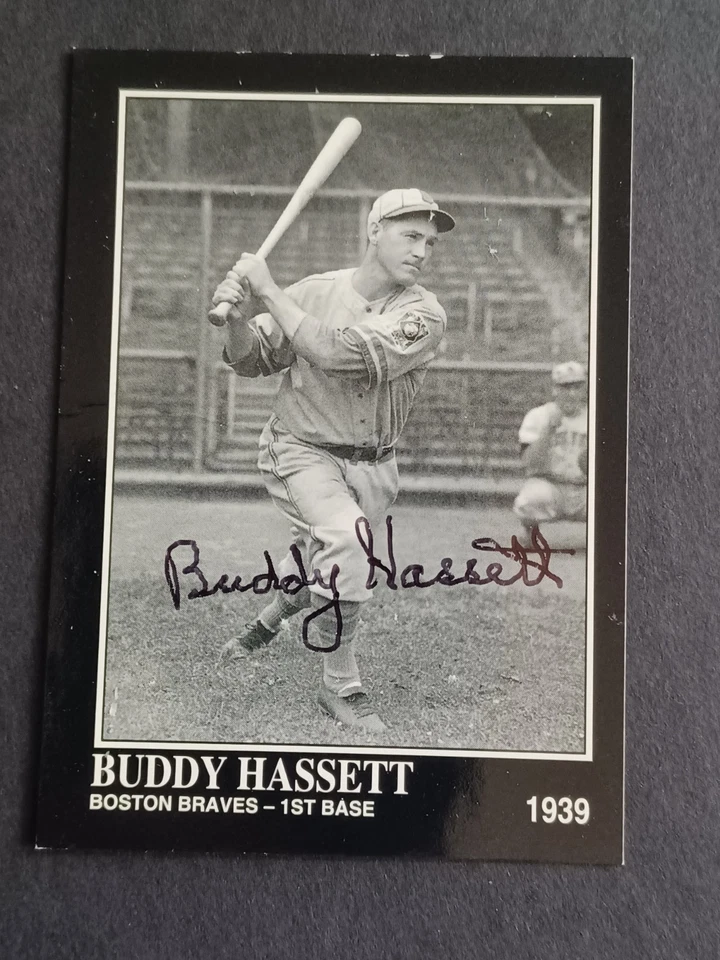 Buddy Hassett
BUDDY HASSETT
BOSTON BRAVES – 1ST BASE
1939